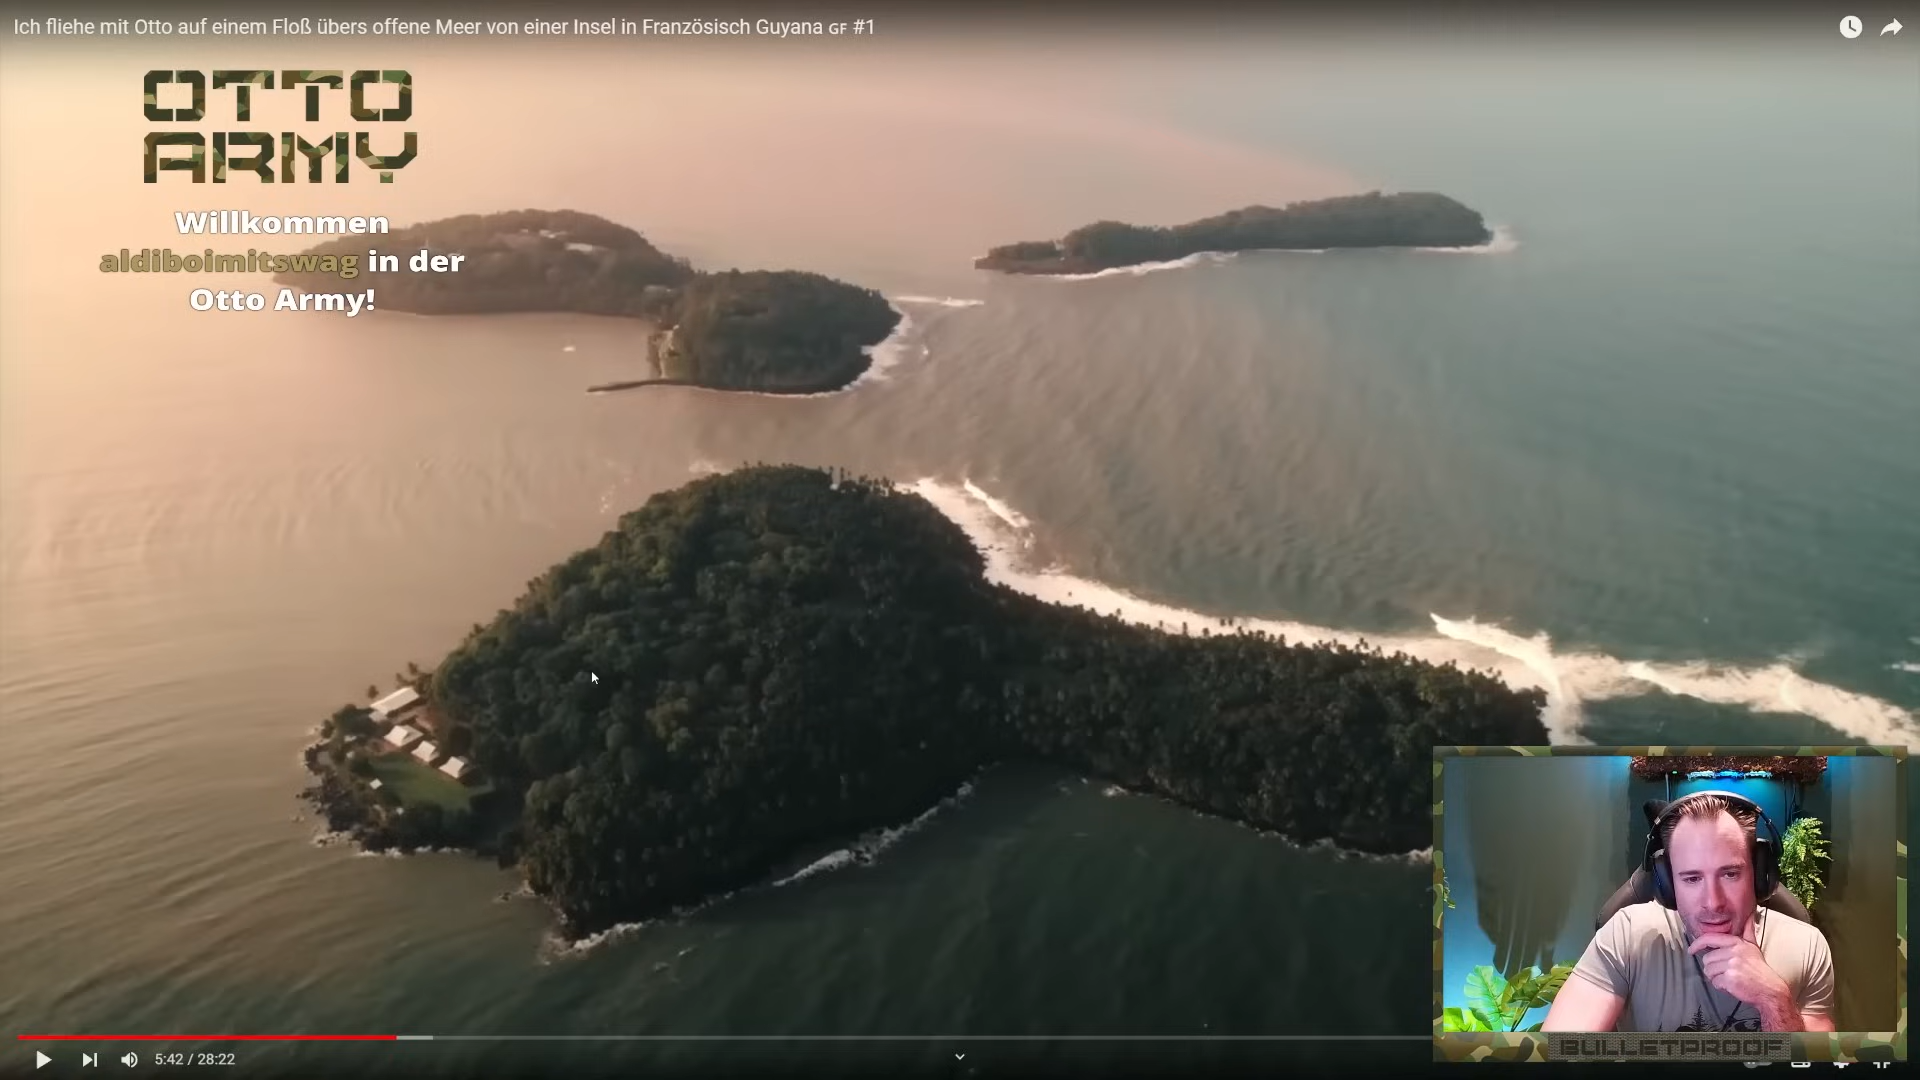 Ich fliehe mit Otto auf einem Floß übers offene Meer von einer Insel in Französisch Guyana GF #1
OTTO
ARMY
Willkommen
aldiboimitswag in der
Otto Army!
5:42 / 28:22
BULLETPROOF